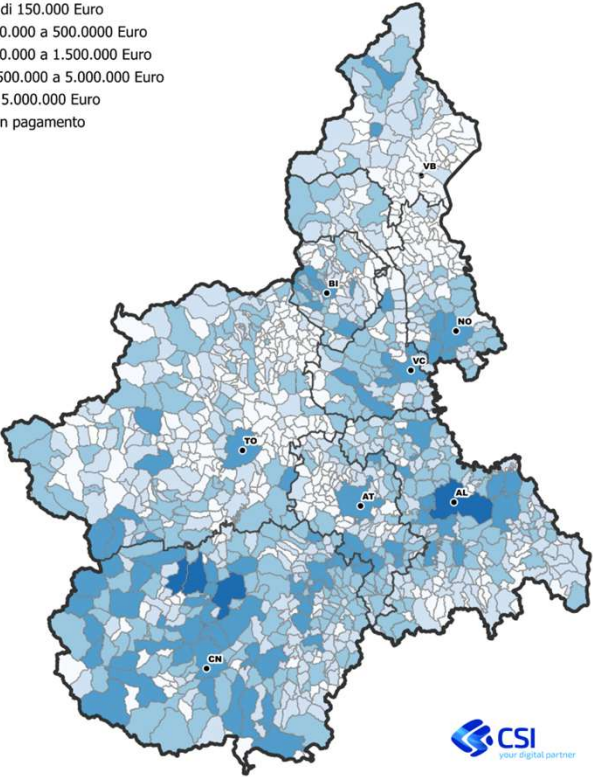 di 150.000 Euro
0.000 a 500.0000 Euro
0.000 a 1.500.000 Euro
500.000 a 5.000.000 Euro
5.000.000 Euro
n pagamento
VB
BI
NO
VC
TO
AT
AL
CN
CSI
your digital partner